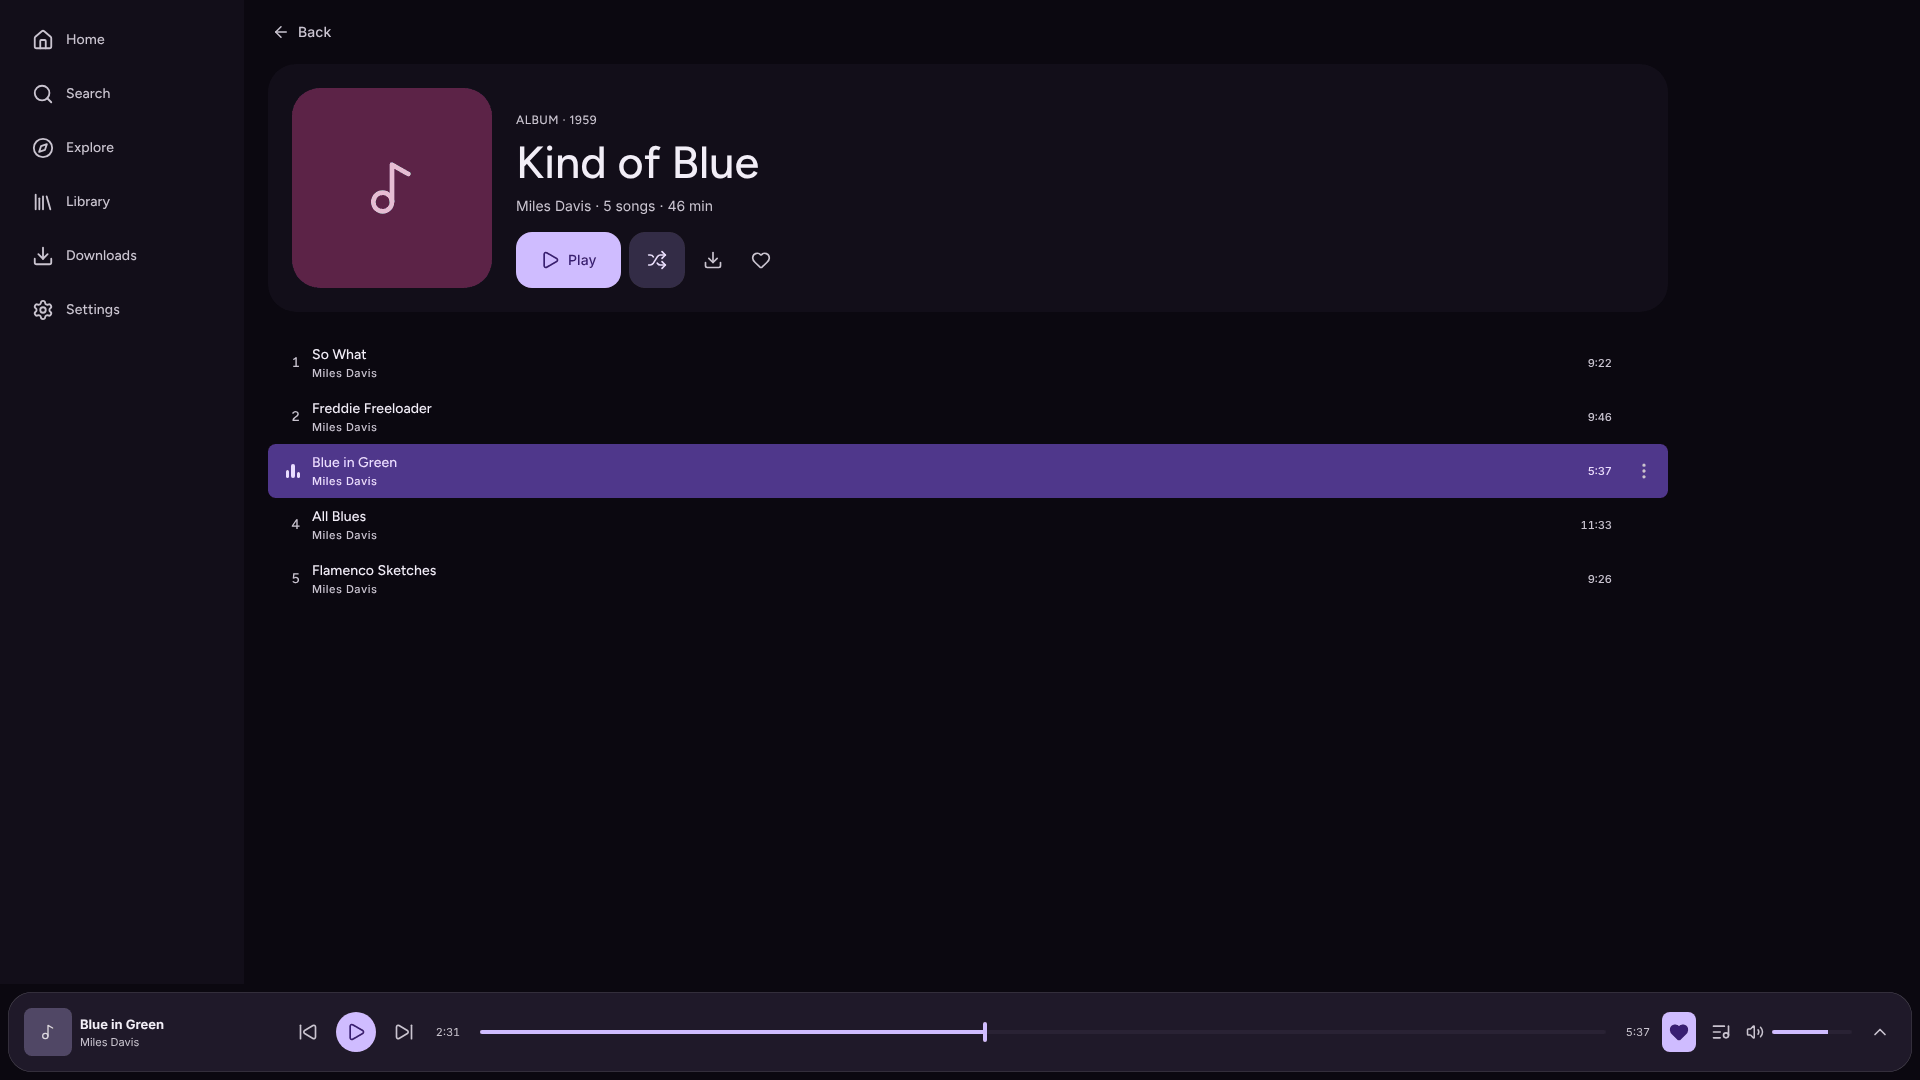 Home
Search
Explore
Library
Downloads
Settings
Back
ALBUM · 1959
Kind of Blue
Miles Davis · 5 songs · 46 min
Play
1 So What 9:22
Miles Davis
2 Freddie Freeloader 9:46
Miles Davis
Blue in Green 5:37
Miles Davis
4 All Blues 11:33
Miles Davis
5 Flamenco Sketches 9:26
Miles Davis
Blue in Green
Miles Davis
2:31
5:37